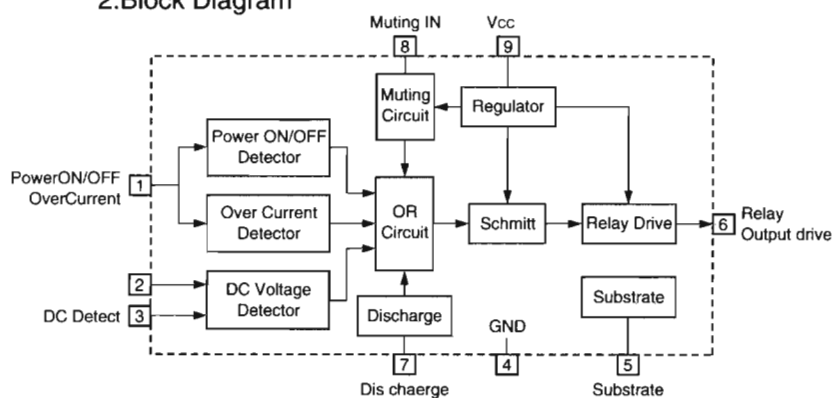 2.Block Diagram
Muting IN
Vcc
8
9
Muting
Circuit
Regulator
Power ON/OFF
Detector
PowerON/OFF
OverCurrent
1
Over Current
Detector
OR
Circuit
Schmitt
Relay Drive
6
Relay
Output drive
2
DC Voltage
Detector
DC Detect
3
Discharge
GND
Substrate
7
4
5
Dis chaerge
Substrate